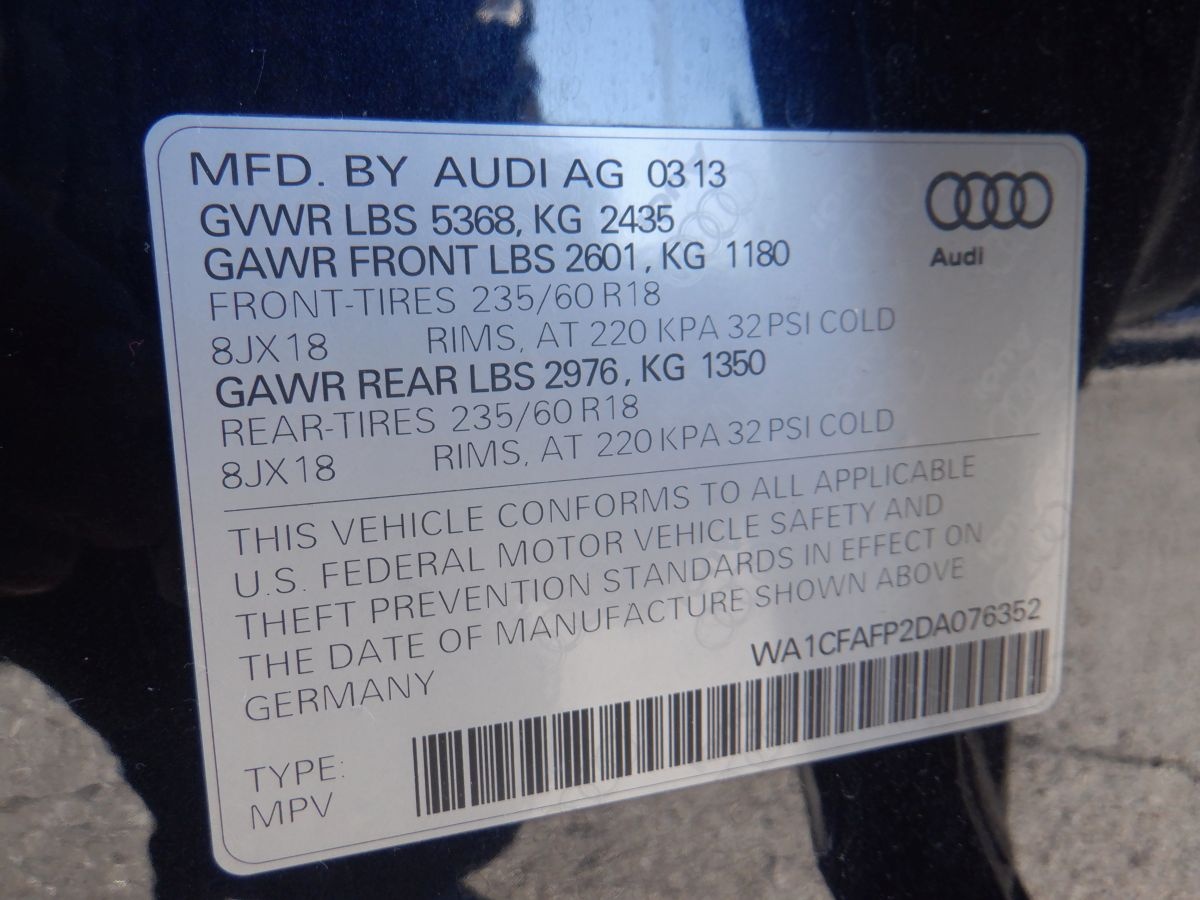 MFD. BY AUDI AG 03 13
GVWR LBS 5368, KG 2435
GAWR FRONT LBS 2601, KG 1180
FRONT-TIRES 235/60 R18
8JX18 RIMS, AT 220 KPA 32 PSI COLD
GAWR REAR LBS 2976, KG 1350
REAR-TIRES 235/60 R18
8JX18 RIMS, AT 220 KPA 32 PSI COLD
Audi
THIS VEHICLE CONFORMS TO ALL APPLICABLE
U.S. FEDERAL MOTOR VEHICLE SAFETY AND
THEFT PREVENTION STANDARDS IN EFFECT ON
THE DATE OF MANUFACTURE SHOWN ABOVE
GERMANY
WA1CFAFP2DA076352
TYPE:
MPV